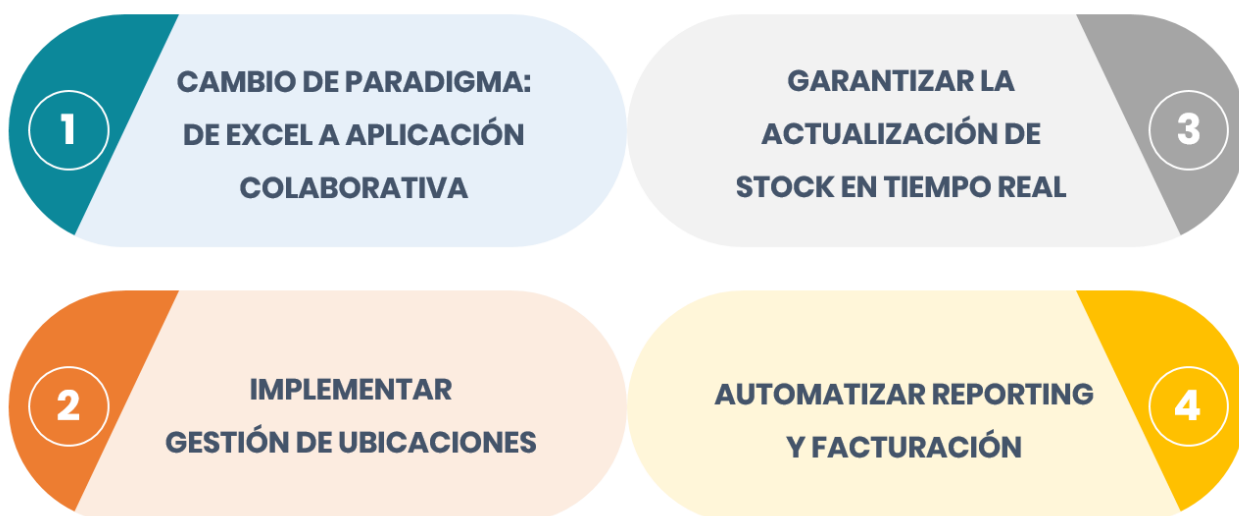 1
CAMBIO DE PARADIGMA:
DE EXCEL A APLICACIÓN
COLABORATIVA
2
IMPLEMENTAR
GESTIÓN DE UBICACIONES
3
GARANTIZAR LA
ACTUALIZACIÓN DE
STOCK EN TIEMPO REAL
4
AUTOMATIZAR REPORTING
Y FACTURACIÓN